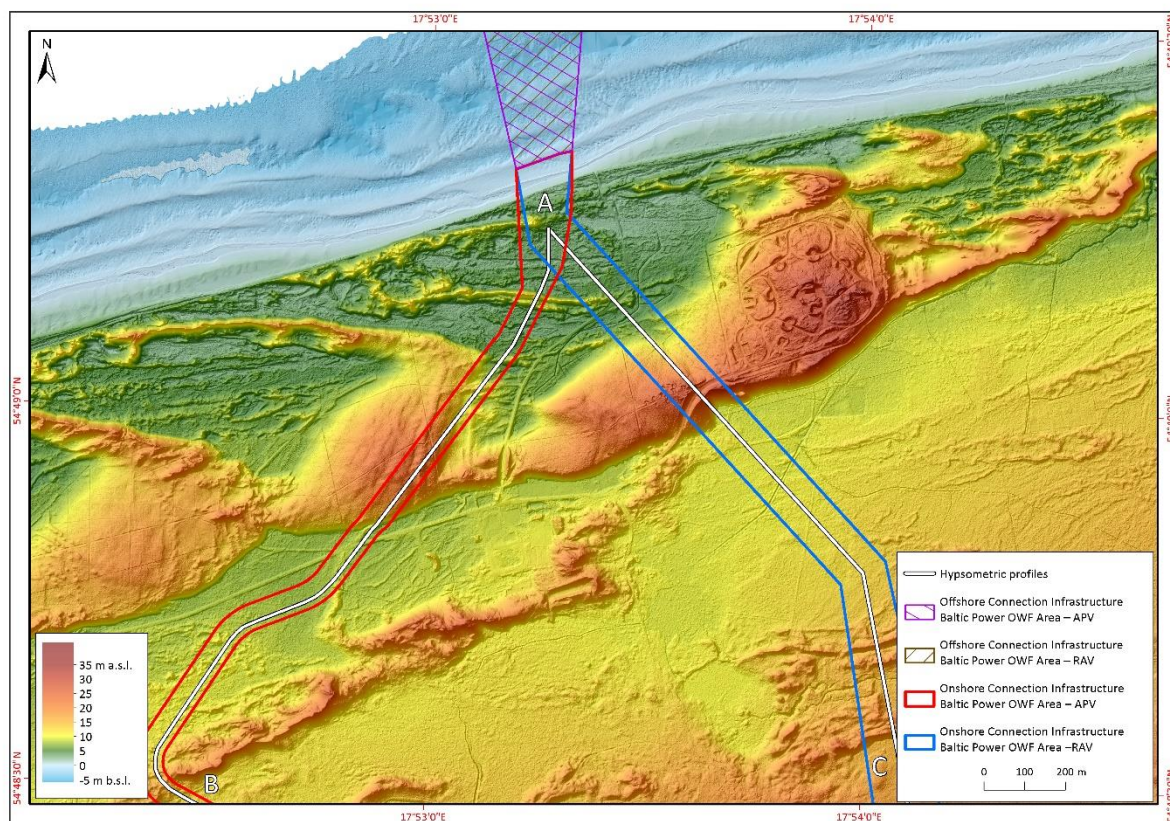 17°53'0"E
17°54'0"E
N
A
54°49'0"N
B
C
35 m a.s.l.
30
25
20
15
10
5
0
-5 m b.s.l.
Hypsometric profiles
Offshore Connection Infrastructure
Baltic Power OWF Area – APV
Offshore Connection Infrastructure
Baltic Power OWF Area – RAV
Onshore Connection Infrastructure
Baltic Power OWF Area – APV
Onshore Connection Infrastructure
Baltic Power OWF Area –RAV
0 100 200 m
54°48'30"N
17°53'0"E
17°54'0"E